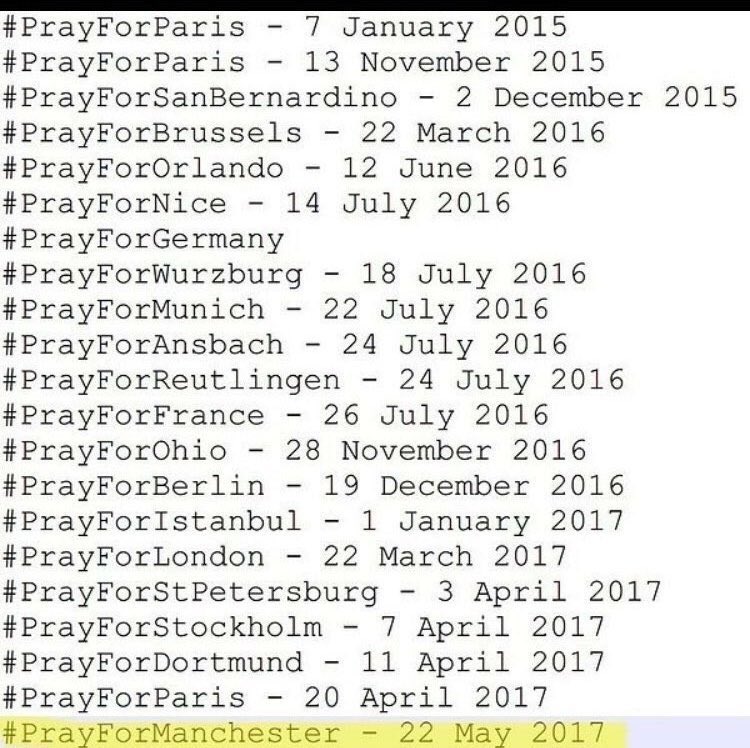 #PrayForParis - 7 January 2015
#PrayForParis - 13 November 2015
#PrayForSanBernardino - 2 December 2015
#PrayForBrussels - 22 March 2016
#PrayForOrlando - 12 June 2016
#PrayForNice - 14 July 2016
#PrayForGermany
#PrayForWurzburg - 18 July 2016
#PrayForMunich - 22 July 2016
#PrayForAnsbach - 24 July 2016
#PrayForReutlingen - 24 July 2016
#PrayForFrance - 26 July 2016
#PrayForOhio - 28 November 2016
#PrayForBerlin - 19 December 2016
#PrayForIstanbul - 1 January 2017
#PrayForLondon - 22 March 2017
#PrayForStPetersburg - 3 April 2017
#PrayForStockholm - 7 April 2017
#PrayForDortmund - 11 April 2017
#PrayForParis - 20 April 2017
#PrayForManchester - 22 May 2017